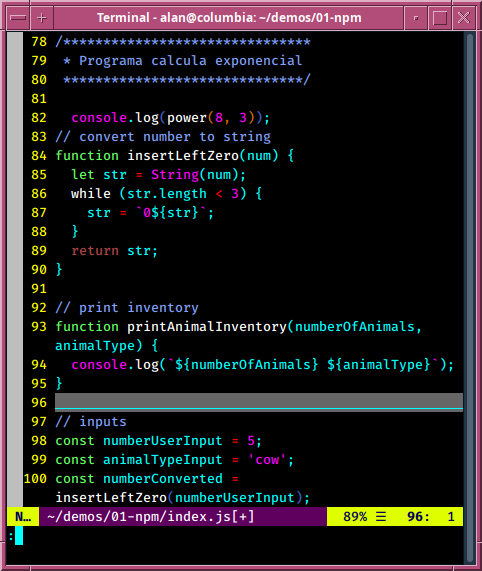 Terminal - alan@columbia: ~/demos/01-npm
78 /*******************************
79  * Programa calcula exponencial
80  ******************************/
81
82   console.log(power(8, 3));
83 // convert number to string
84 function insertLeftZero(num) {
85   let str = String(num);
86   while (str.length < 3) {
87     str = `0${str}`;
88   }
89   return str;
90 }
91
92 // print inventory
93 function printAnimalInventory(numberOfAnimals,
animalType) {
94   console.log(`${numberOfAnimals} ${animalType}`);
95 }
96
97 // inputs
98 const numberUserInput = 5;
99 const animalTypeInput = 'cow';
100 const numberConverted =
insertLeftZero(numberUserInput);
N… ~/demos/01-npm/index.js[+] 89% ☰ 96: 1
: